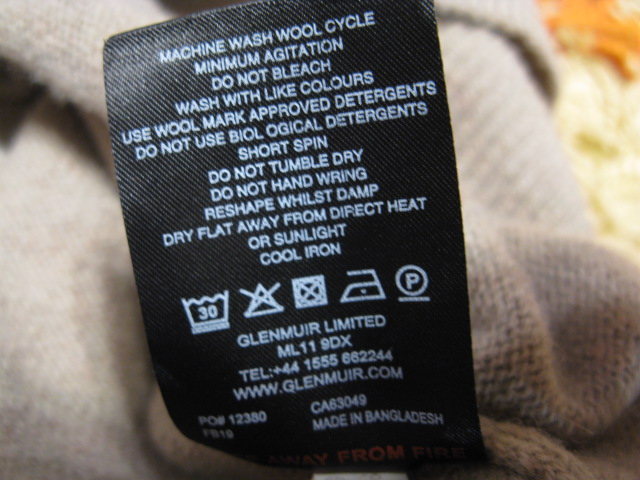 MACHINE WASH WOOL CYCLE
MINIMUM AGITATION
DO NOT BLEACH
WASH WITH LIKE COLOURS
USE WOOL MARK APPROVED DETERGENTS
DO NOT USE BIOLOGICAL DETERGENTS
SHORT SPIN
DO NOT TUMBLE DRY
DO NOT HAND WRING
RESHAPE WHILST DAMP
DRY FLAT AWAY FROM DIRECT HEAT
OR SUNLIGHT
COOL IRON
30 P
GLENMUIR LIMITED
ML11 9DX
TEL:+44 1555 662244
WWW.GLENMUIR.COM
PO# 12380 CA63049
FB19 MADE IN BANGLADESH
AWAY FROM FIRE